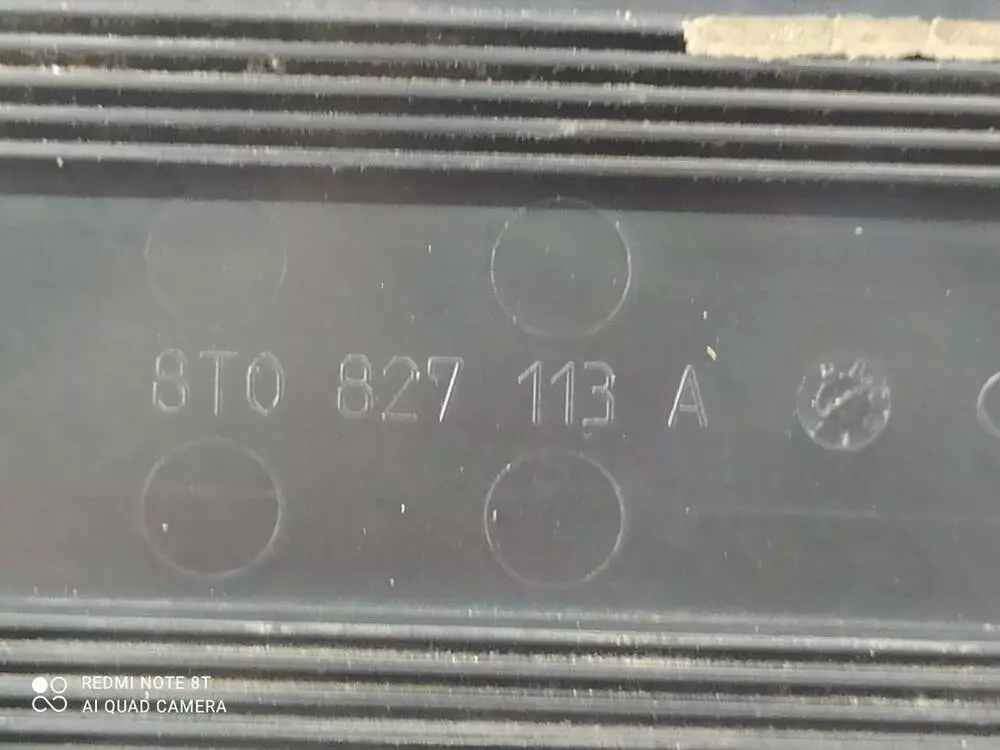 8T0 827 113 A
REDMI NOTE 8T
AI QUAD CAMERA